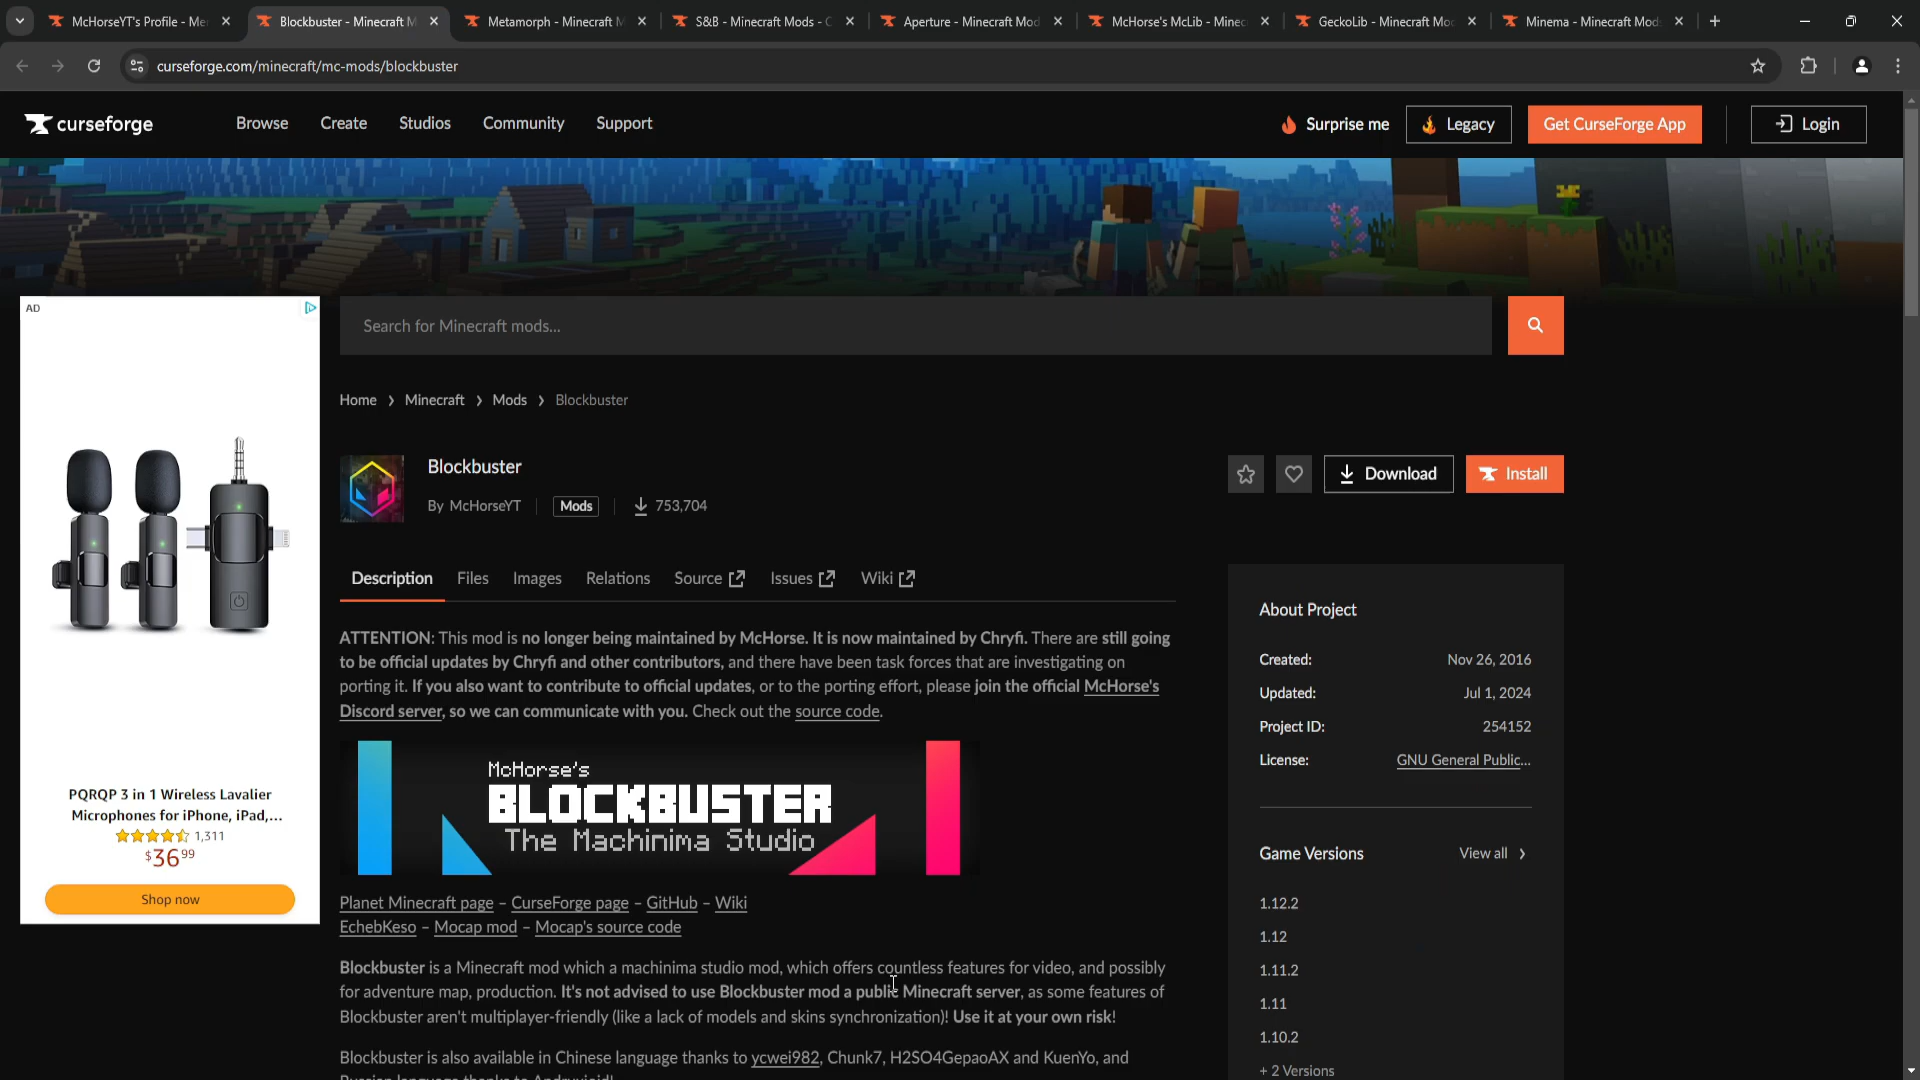 McHorseYT's Profile - Me
Blockbuster - Minecraft M
Metamorph - Minecraft M
S&B - Minecraft Mods - C
Aperture - Minecraft Mod
McHorse's McLib - Minec
GeckoLib - Minecraft Mo
Minema - Minecraft Mod
curseforge.com/minecraft/mc-mods/blockbuster
curseforge
Browse
Create
Studios
Community
Support
Surprise me
Legacy
Get CurseForge App
Login
AD
Search for Minecraft mods...
Home > Minecraft > Mods > Blockbuster
Blockbuster
By McHorseYT
Mods
753,704
Download
Install
Description
Files
Images
Relations
Source
Issues
Wiki
ATTENTION: This mod is no longer being maintained by McHorse. It is now maintained by Chryfi. There are still going
to be official updates by Chryfi and other contributors, and there have been task forces that are investigating on
porting it. If you also want to contribute to official updates, or to the porting effort, please join the official McHorse's
Discord server, so we can communicate with you. Check out the source code.
McHorse's
BLOCKBUSTER
The Machinima Studio
Planet Minecraft page – CurseForge page – GitHub – Wiki
EchebKeso – Mocap mod – Mocap's source code
Blockbuster is a Minecraft mod which a machinima studio mod, which offers countless features for video, and possibly
for adventure map, production. It's not advised to use Blockbuster mod a public Minecraft server, as some features of
Blockbuster aren't multiplayer-friendly (like a lack of models and skins synchronization)! Use it at your own risk!
Blockbuster is also available in Chinese language thanks to ycwei982, Chunk7, H2SO4GepaoAX and KuenYo, and
About Project
Created: Nov 26, 2016
Updated: Jul 1, 2024
Project ID: 254152
License: GNU General Public...
Game Versions
View all >
1.12.2
1.12
1.11.2
1.11
1.10.2
+ 2 Versions
PQRQP 3 in 1 Wireless Lavalier
Microphones for iPhone, iPad,...
1,311
$36.99
Shop now